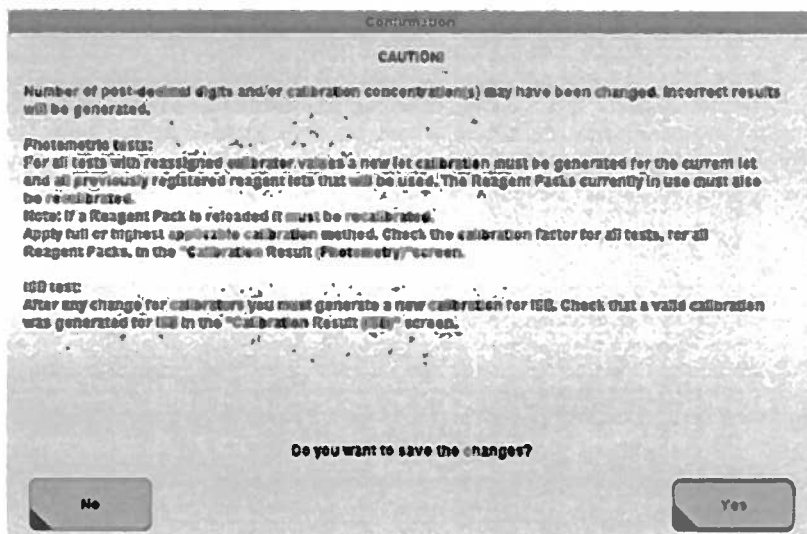 Confirmation
CAUTION!
Number of post-decimal digits and/or calibration concentration(s) may have been changed. Incorrect results
will be generated.
Photometric tests:
For all tests with reassigned calibrator values a new lot calibration must be generated for the current lot
and all previously registered reagent lots that will be used. The Reagent Packs currently in use must also
be recalibrated.
Note: If a Reagent Pack is reloaded it must be recalibrated.
Apply full or highest applicable calibration method. Check the calibration factor for all tests, for all
Reagent Packs, in the "Calibration Result (Photometry)" screen.
ISE test:
After any change for calibrators you must generate a new calibration for ISE. Check that a valid calibration
was generated for ISE in the "Calibration Result (ISE)" screen.
Do you want to save the changes?
No
Yes